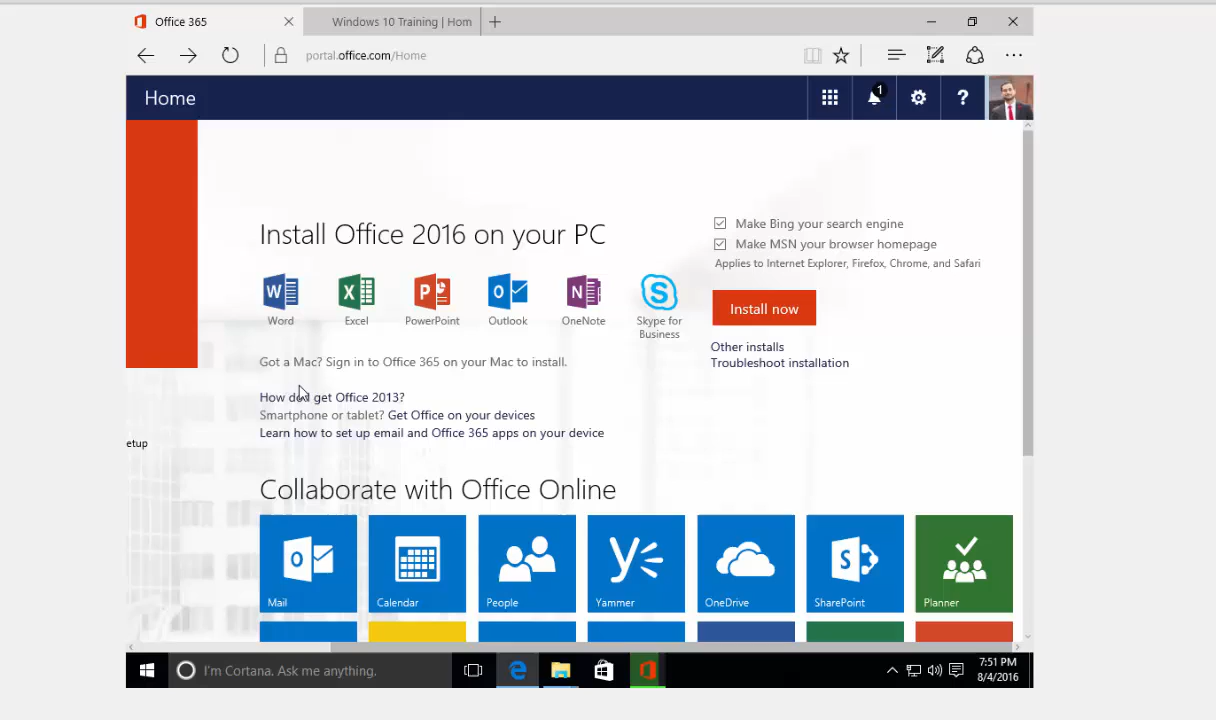 Office 365
Windows 10 Training | Hom
portal.office.com/Home
Home
1
?
Install Office 2016 on your PC
Make Bing your search engine
Make MSN your browser homepage
Applies to Internet Explorer, Firefox, Chrome, and Safari
W
X
P
O
N
S
Word
Excel
PowerPoint
Outlook
OneNote
Skype for
Business
Install now
Other installs
Troubleshoot installation
Got a Mac? Sign in to Office 365 on your Mac to install.
How do I get Office 2013?
Smartphone or tablet? Get Office on your devices
Learn how to set up email and Office 365 apps on your device
etup
Collaborate with Office Online
O
Y
S
Mail
Calendar
People
Yammer
OneDrive
SharePoint
Planner
I'm Cortana. Ask me anything.
7:51 PM
8/4/2016